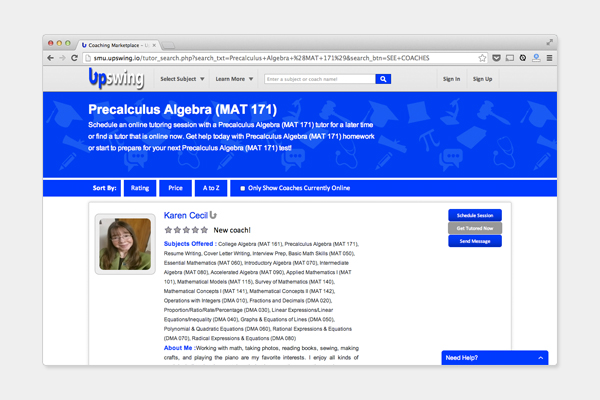 Coaching Marketplace - U
smu.upswing.io/tutor_search.php?search_txt=Precalculus+Algebra+%28MAT+171%29&search_btn=SEE+COACHES
Upswing Select Subject Learn More Enter a subject or coach name! Sign In Sign Up
Precalculus Algebra (MAT 171)
Schedule an online tutoring session with a Precalculus Algebra (MAT 171) tutor for a later time
or find a tutor that is online now. Get help today with Precalculus Algebra (MAT 171) homework
or start to prepare for your next Precalculus Algebra (MAT 171) test!
Sort By: Rating Price A to Z Only Show Coaches Currently Online
Karen Cecil
New coach!
Schedule Session
Get Tutored Now
Send Message
Subjects Offered : College Algebra (MAT 161), Precalculus Algebra (MAT 171),
Resume Writing, Cover Letter Writing, Interview Prep, Basic Math Skills (MAT 050),
Essential Mathematics (MAT 060), Introductory Algebra (MAT 070), Intermediate
Algebra (MAT 080), Accelerated Algebra (MAT 090), Applied Mathematics I (MAT
101), Mathematical Models (MAT 115), Survey of Mathematics (MAT 140),
Mathematical Concepts I (MAT 141), Mathematical Concepts II (MAT 142),
Operations with Integers (DMA 010), Fractions and Decimals (DMA 020),
Proportion/Ratio/Rate/Percentage (DMA 030), Linear Expressions/Linear
Equations/Inequality (DMA 040), Graphs & Equations of Lines (DMA 050),
Polynomial & Quadratic Equations (DMA 060), Rational Expressions & Equations
(DMA 070), Radical Expressions & Equations (DMA 080)
About Me :Working with math, taking photos, reading books, sewing, making
crafts, and playing the piano are my favorite interests. I enjoy all kinds of
Need Help?